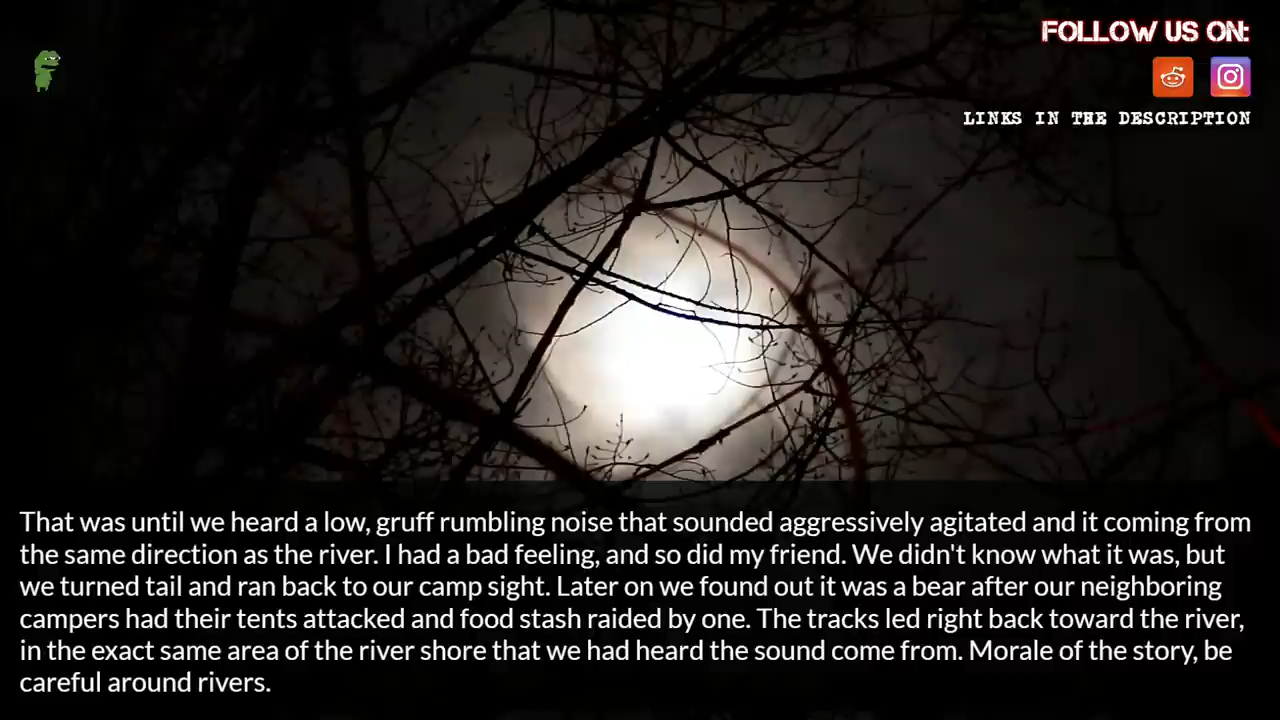 FOLLOW US ON:
LINKS IN THE DESCRIPTION
That was until we heard a low, gruff rumbling noise that sounded aggressively agitated and it coming from
the same direction as the river. I had a bad feeling, and so did my friend. We didn't know what it was, but
we turned tail and ran back to our camp sight. Later on we found out it was a bear after our neighboring
campers had their tents attacked and food stash raided by one. The tracks led right back toward the river,
in the exact same area of the river shore that we had heard the sound come from. Morale of the story, be
careful around rivers.